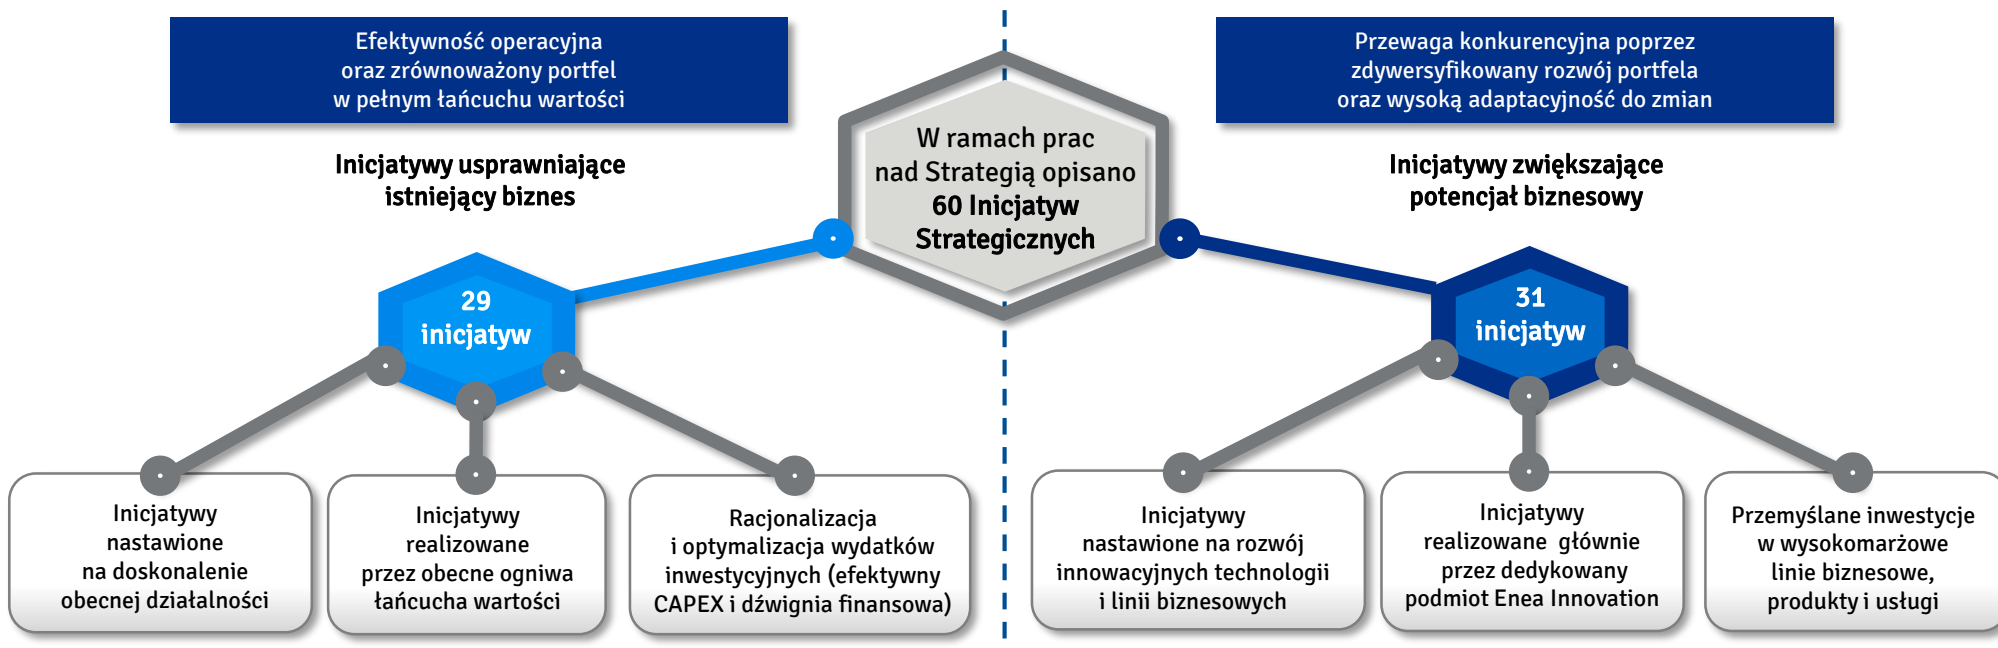 Efektywność operacyjna
oraz zrównoważony portfel
w pełnym łańcuchu wartości
Inicjatywy usprawniające
istniejący biznes
W ramach prac
nad Strategią opisano
60 Inicjatyw
Strategicznych
Przewaga konkurencyjna poprzez
zdywersyfikowany rozwój portfela
oraz wysoką adaptacyjność do zmian
Inicjatywy zwiększające
potencjał biznesowy
29
inicjatyw
31
inicjatyw
Inicjatywy
nastawione
na doskonalenie
obecnej działalności
Inicjatywy
realizowane
przez obecne ogniwa
łańcucha wartości
Racjonalizacja
i optymalizacja wydatków
inwestycyjnych (efektywny
CAPEX i dźwignia finansowa)
Inicjatywy
nastawione na rozwój
innowacyjnych technologii
i linii biznesowych
Inicjatywy
realizowane głównie
przez dedykowany
podmiot Enea Innovation
Przemyślane inwestycje
w wysokomarżowe
linie biznesowe,
produkty i usługi